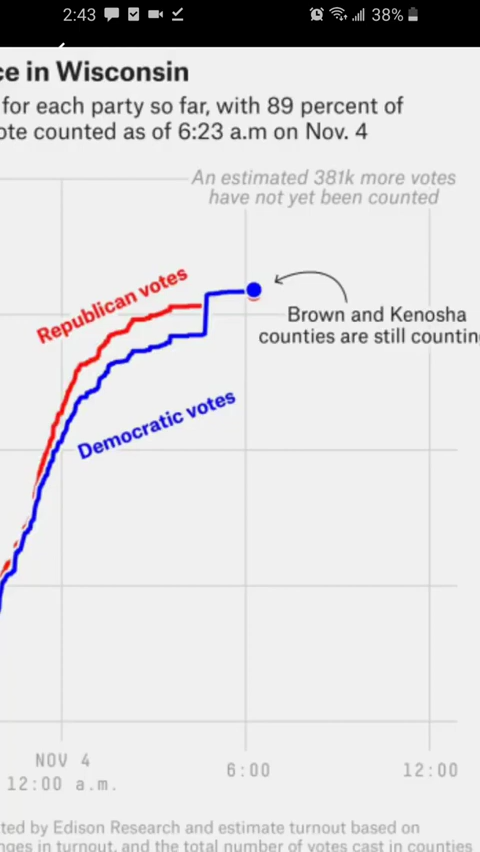 2:43 38%
ce in Wisconsin
for each party so far, with 89 percent of
ote counted as of 6:23 a.m on Nov. 4
An estimated 381k more votes
have not yet been counted
Republican votes
Brown and Kenosha
counties are still countin
Democratic votes
NOV 4
12:00 a.m.
6:00
12:00
ted by Edison Research and estimate turnout based on
nges in turnout, and the total number of votes cast in counties